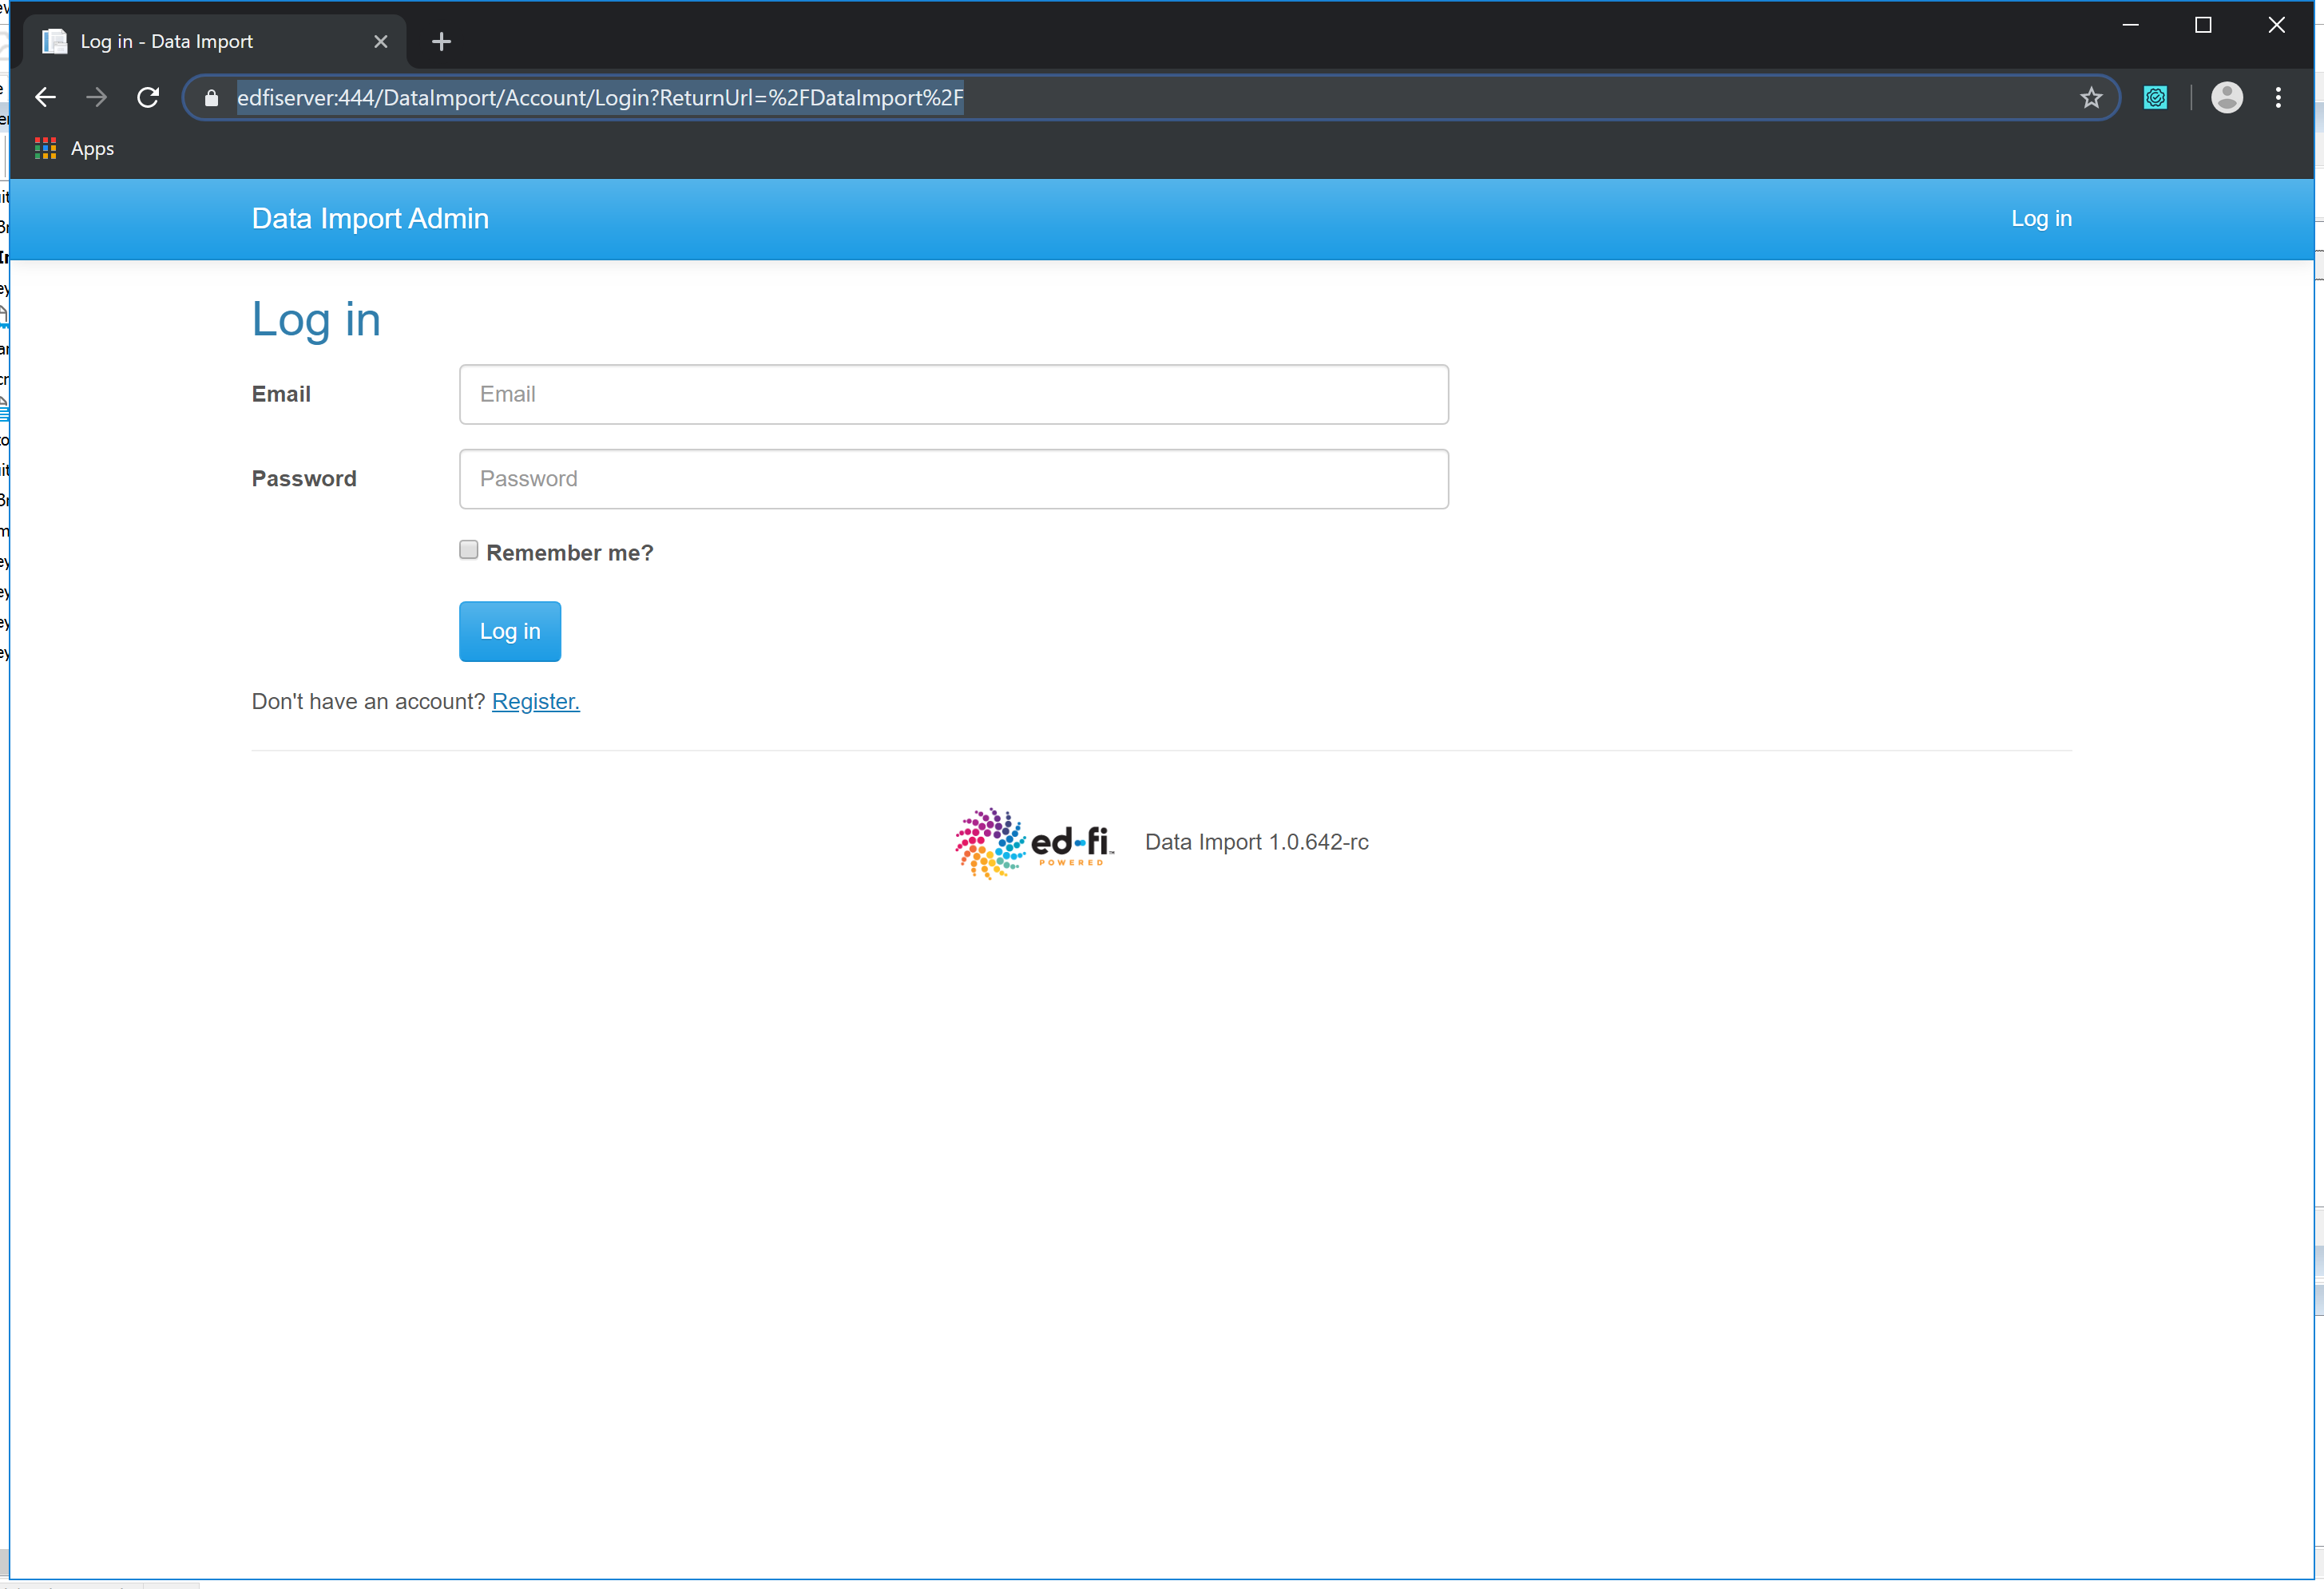 Log in - Data Import
edfiserver:444/DataImport/Account/Login?ReturnUrl=%2FDataImport%2F
Apps
Data Import Admin
Log in
Log in
Email
Email
Password
Password
Remember me?
Log in
Don't have an account? Register.
ed-fi™
POWERED
Data Import 1.0.642-rc